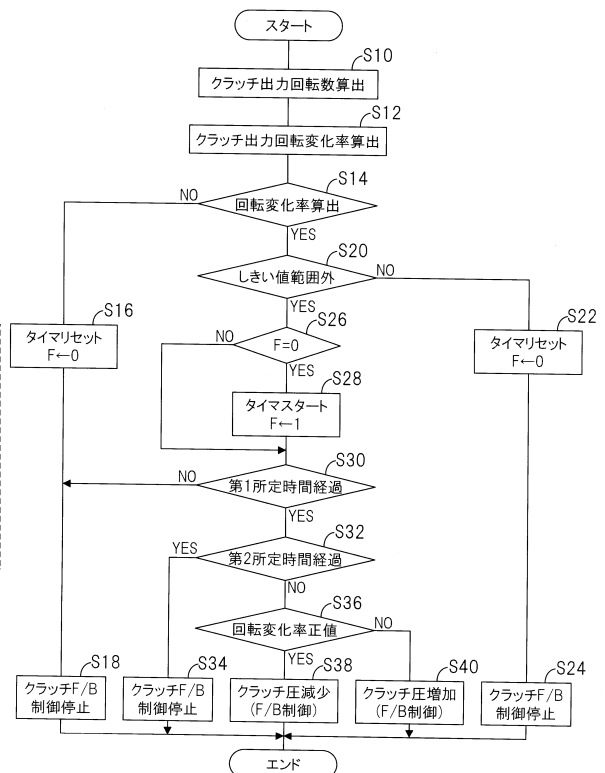 スタート
S10
クラッチ出力回転数算出
S12
クラッチ出力回転変化率算出
S14
NO
回転変化率算出
YES
S20
しきい値範囲外
NO
YES
S16
タイマリセット
F←0
S26
NO
F=0
YES
S22
タイマリセット
F←0
S28
タイマスタート
F←1
S30
NO
第1所定時間経過
YES
S32
YES
第2所定時間経過
NO
S36
回転変化率正値
NO
YES
S18
クラッチF/B
制御停止
S34
クラッチF/B
制御停止
S38
クラッチ圧減少
(F/B制御)
S40
クラッチ圧増加
(F/B制御)
S24
クラッチF/B
制御停止
エンド